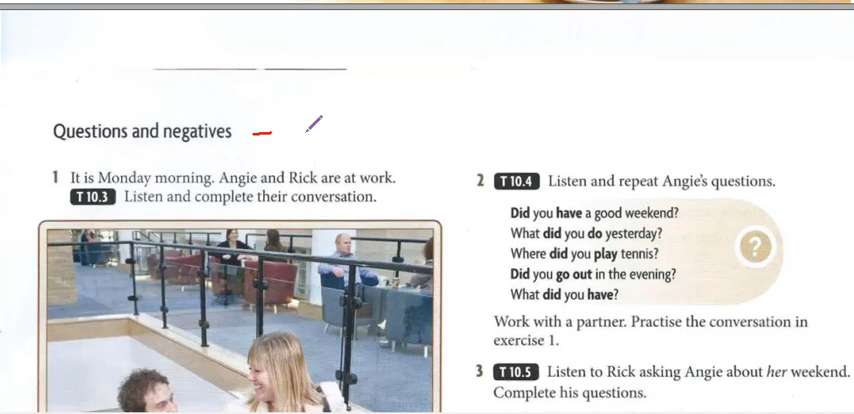 Questions and negatives
1 It is Monday morning. Angie and Rick are at work.
T 10.3 Listen and complete their conversation.
2 T 10.4 Listen and repeat Angie's questions.
Did you have a good weekend?
What did you do yesterday?
Where did you play tennis?
Did you go out in the evening?
What did you have?
?
Work with a partner. Practise the conversation in
exercise 1.
3 T 10.5 Listen to Rick asking Angie about her weekend.
Complete his questions.